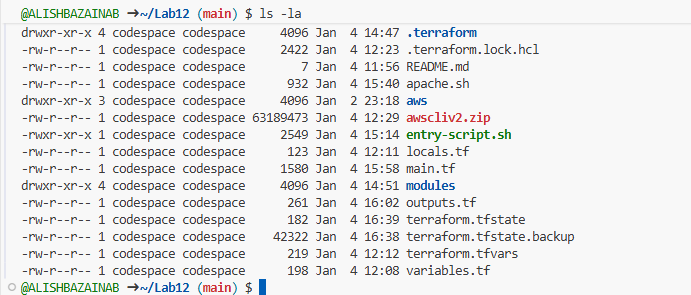 @ALISHBAZAINAB ➜~/Lab12 (main) $ ls -la
drwxr-xr-x 4 codespace codespace     4096 Jan  4 14:47 .terraform
-rw-r--r-- 1 codespace codespace     2422 Jan  4 12:23 .terraform.lock.hcl
-rw-r--r-- 1 codespace codespace        7 Jan  4 11:56 README.md
-rw-r--r-- 1 codespace codespace      932 Jan  4 15:40 apache.sh
drwxr-xr-x 3 codespace codespace     4096 Jan  2 23:18 aws
-rw-r--r-- 1 codespace codespace 63189473 Jan  4 12:29 awscliv2.zip
-rwxr-xr-x 1 codespace codespace     2549 Jan  4 15:14 entry-script.sh
-rw-r--r-- 1 codespace codespace      123 Jan  4 12:11 locals.tf
-rw-r--r-- 1 codespace codespace     1580 Jan  4 15:58 main.tf
drwxr-xr-x 4 codespace codespace     4096 Jan  4 14:51 modules
-rw-r--r-- 1 codespace codespace      261 Jan  4 16:02 outputs.tf
-rw-r--r-- 1 codespace codespace      182 Jan  4 16:39 terraform.tfstate
-rw-r--r-- 1 codespace codespace    42322 Jan  4 16:38 terraform.tfstate.backup
-rw-r--r-- 1 codespace codespace      219 Jan  4 12:12 terraform.tfvars
-rw-r--r-- 1 codespace codespace      198 Jan  4 12:08 variables.tf
@ALISHBAZAINAB ➜~/Lab12 (main) $